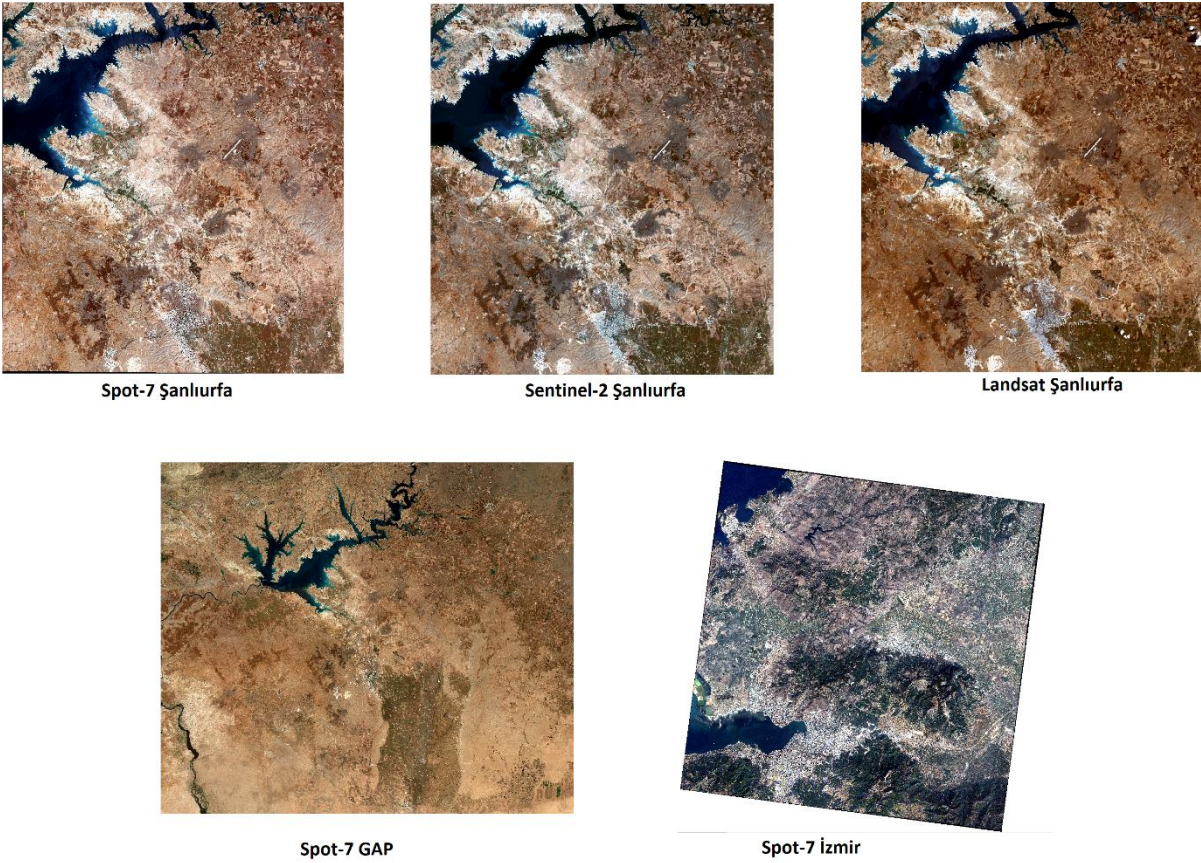 Spot-7 Şanlıurfa
Sentinel-2 Şanlıurfa
Landsat Şanlıurfa
Spot-7 GAP
Spot-7 İzmir